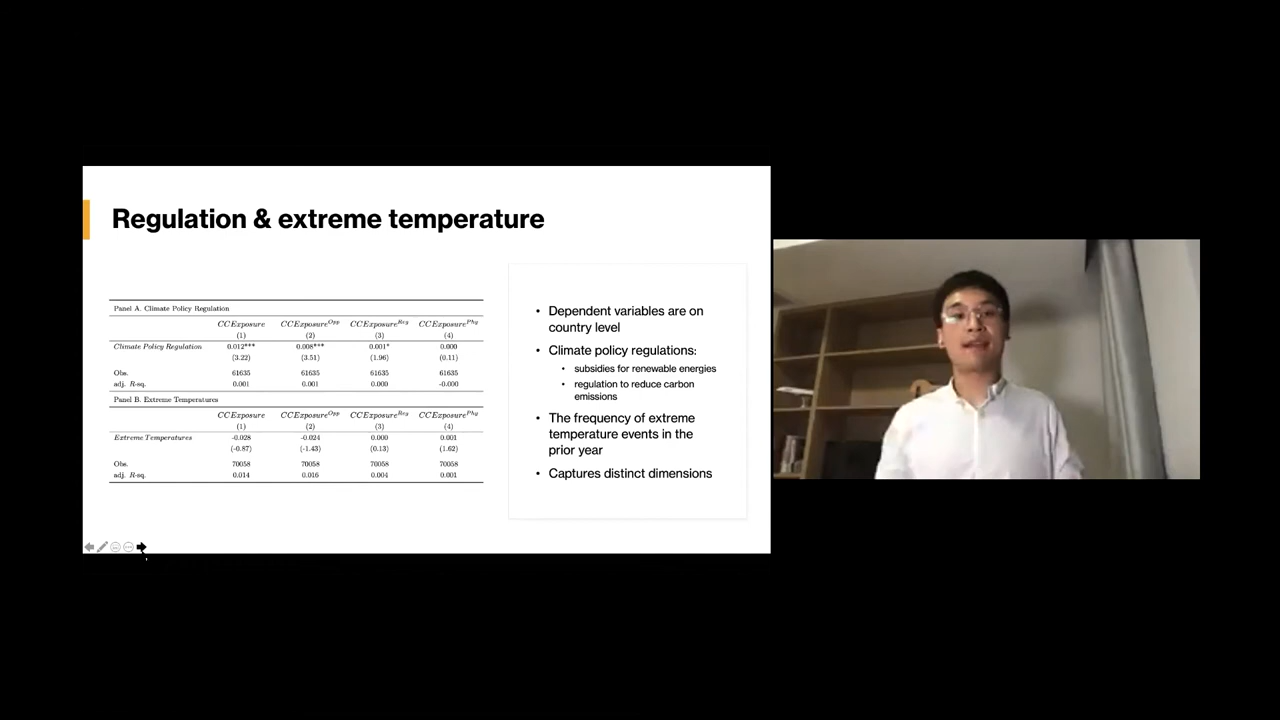 Regulation & extreme temperature
Panel A. Climate Policy Regulation
CCExposure CCExposure^Opp CCExposure^Reg CCExposure^Phy
(1) (2) (3) (4)
Climate Policy Regulation 0.012*** 0.008*** 0.001* 0.000
(3.22) (3.51) (1.96) (0.11)
Obs. 61635 61635 61635 61635
adj. R-sq. 0.001 0.001 0.000 -0.000
Panel B. Extreme Temperatures
CCExposure CCExposure^Opp CCExposure^Reg CCExposure^Phy
(1) (2) (3) (4)
Extreme Temperatures -0.028 -0.024 0.000 0.001
(-0.87) (-1.43) (0.13) (1.62)
Obs. 70058 70058 70058 70058
adj. R-sq. 0.014 0.016 0.004 0.001
• Dependent variables are on
country level
• Climate policy regulations:
• subsidies for renewable energies
• regulation to reduce carbon
emissions
• The frequency of extreme
temperature events in the
prior year
• Captures distinct dimensions